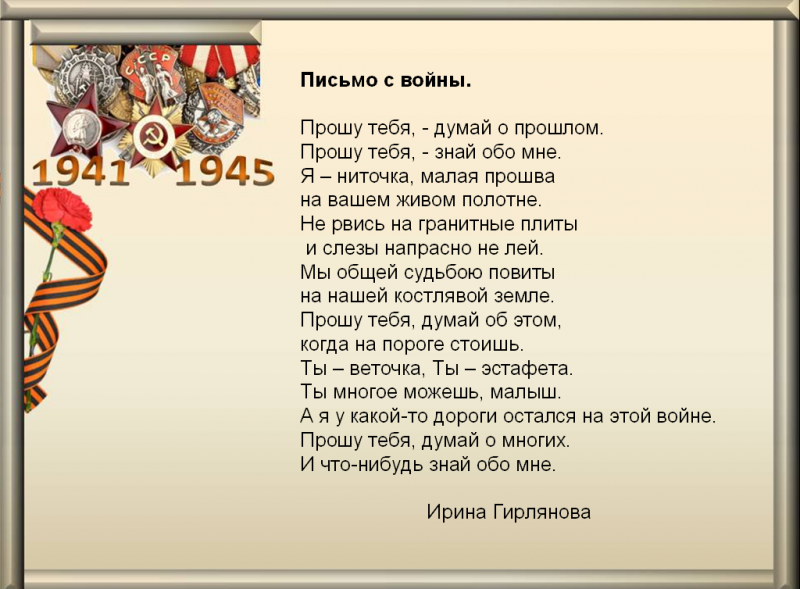 СССР
1941 1945
Письмо с войны.
Прошу тебя, - думай о прошлом.
Прошу тебя, - знай обо мне.
Я – ниточка, малая прошва
на вашем живом полотне.
Не рвись на гранитные плиты
и слезы напрасно не лей.
Мы общей судьбою повиты
на нашей костлявой земле.
Прошу тебя, думай об этом,
когда на пороге стоишь.
Ты – веточка, Ты – эстафета.
Ты многое можешь, малыш.
А я у какой-то дороги остался на этой войне.
Прошу тебя, думай о многих.
И что-нибудь знай обо мне.
Ирина Гирлянова